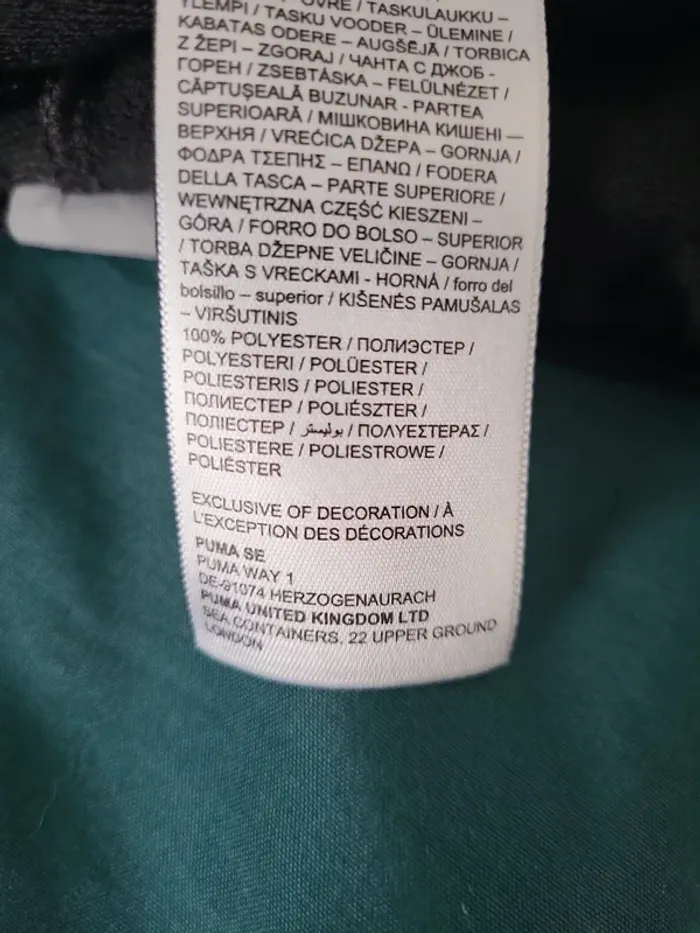 OUVRE / TASKULAUKKU –
YLEMPI / TASKU VOODER – ÜLEMINE /
KABATAS ODERE – AUGŠĒJĀ / TORBICA
Z ŽEPI – ZGORAJ / ЧАНТА С ДЖОБ -
ГОРЕН / ZSEBTÁSKA – FELÜLNÉZET /
CĂPTUȘEALĂ BUZUNAR - PARTEA
SUPERIOARĂ / МІШКОВИНА КИШЕНІ —
ВЕРХНЯ / VREĆICA DŽEPA – GORNJA /
ΦΟΔΡΑ ΤΣΕΠΗΣ – ΕΠΑΝΩ / FODERA
DELLA TASCA – PARTE SUPERIORE /
WEWNĘTRZNA CZĘŚĆ KIESZENI –
GÓRA / FORRO DO BOLSO – SUPERIOR
/ TORBA DŽEPNE VELIČINE – GORNJA /
TAŠKA S VRECKAMI - HORNÁ / forro del
bolsillo – superior / KIŠENĖS PAMUŠALAS
– VIRŠUTINIS
100% POLYESTER / ПОЛИЭСТЕР /
POLYESTERI / POLÜESTER /
POLIESTERIS / POLIESTER /
ПОЛИЕСТЕР / POLIÉSZTER /
ПОЛІЕСТЕР / بوليستر / ΠΟΛΥΕΣΤΕΡΑΣ /
POLIESTERE / POLIESTROWE /
POLIÉSTER
EXCLUSIVE OF DECORATION / À
L'EXCEPTION DES DÉCORATIONS
PUMA SE
PUMA WAY 1
DE-91074 HERZOGENAURACH
PUMA UNITED KINGDOM LTD
SEA CONTAINERS, 22 UPPER GROUND
LONDON